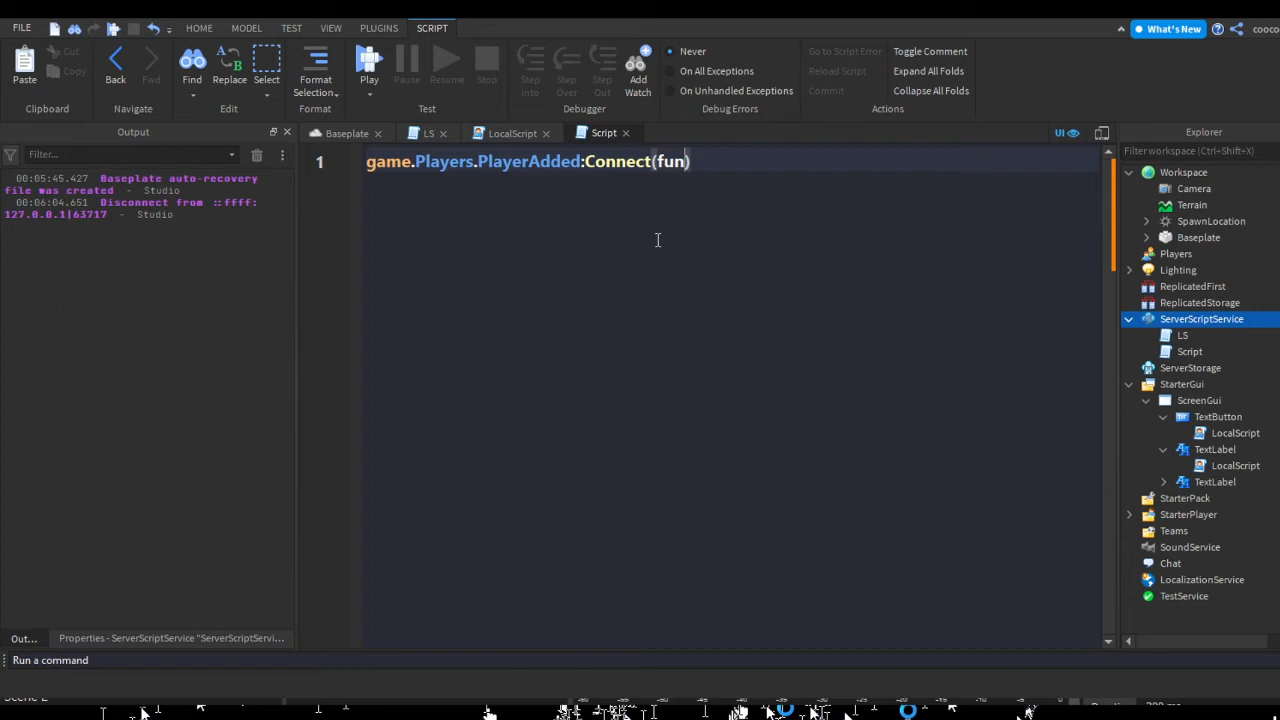 FILE HOME MODEL TEST VIEW PLUGINS SCRIPT What's New cooco
Paste Cut Copy Back Fwd Find Replace Select Format Selection Play Pause Resume Stop Step Into Step Over Step Out Add Watch Never On All Exceptions On Unhandled Exceptions Go to Script Error Reload Script Commit Toggle Comment Expand All Folds Collapse All Folds
Clipboard Navigate Edit Format Test Debugger Debug Errors Actions
Output Baseplate LS LocalScript Script UI Explorer
Filter... Filter workspace (Ctrl+Shift+X)
1 game.Players.PlayerAdded:Connect(fun)
00:05:45.427 Baseplate auto-recovery
file was created - Studio
00:06:04.651 Disconnect from ::ffff:
127.0.0.1|63717 - Studio
Workspace
Camera
Terrain
SpawnLocation
Baseplate
Players
Lighting
ReplicatedFirst
ReplicatedStorage
ServerScriptService
LS
Script
ServerStorage
StarterGui
ScreenGui
TextButton
LocalScript
TextLabel
LocalScript
TextLabel
StarterPack
StarterPlayer
Teams
SoundService
Chat
LocalizationService
TestService
Out... Properties - ServerScriptService "ServerScriptServi...
Run a command